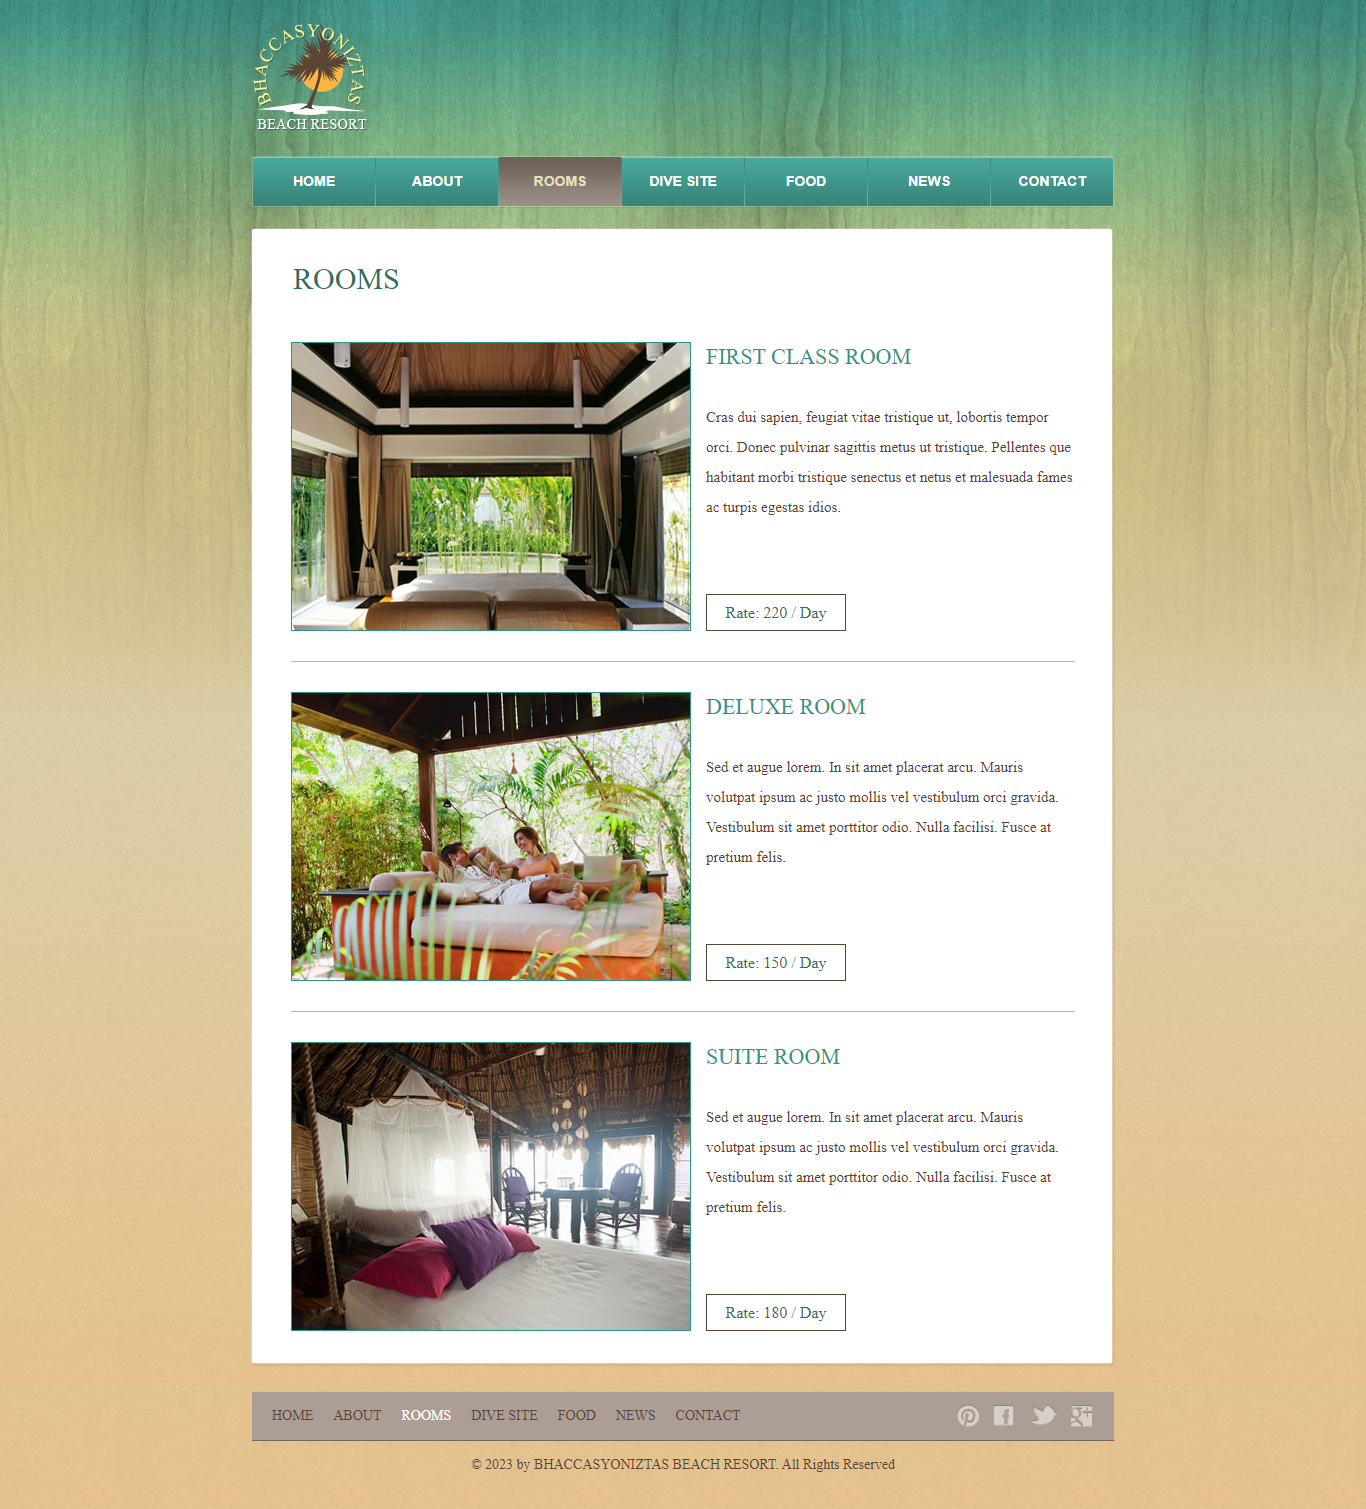 BHACCASYONIZTAS
BEACH RESORT
HOME ABOUT ROOMS DIVE SITE FOOD NEWS CONTACT
ROOMS
FIRST CLASS ROOM
Cras dui sapien, feugiat vitae tristique ut, lobortis tempor
orci. Donec pulvinar sagittis metus ut tristique. Pellentes que
habitant morbi tristique senectus et netus et malesuada fames
ac turpis egestas idios.
Rate: 220 / Day
DELUXE ROOM
Sed et augue lorem. In sit amet placerat arcu. Mauris
volutpat ipsum ac justo mollis vel vestibulum orci gravida.
Vestibulum sit amet porttitor odio. Nulla facilisi. Fusce at
pretium felis.
Rate: 150 / Day
SUITE ROOM
Sed et augue lorem. In sit amet placerat arcu. Mauris
volutpat ipsum ac justo mollis vel vestibulum orci gravida.
Vestibulum sit amet porttitor odio. Nulla facilisi. Fusce at
pretium felis.
Rate: 180 / Day
HOME ABOUT ROOMS DIVE SITE FOOD NEWS CONTACT
© 2023 by BHACCASYONIZTAS BEACH RESORT. All Rights Reserved